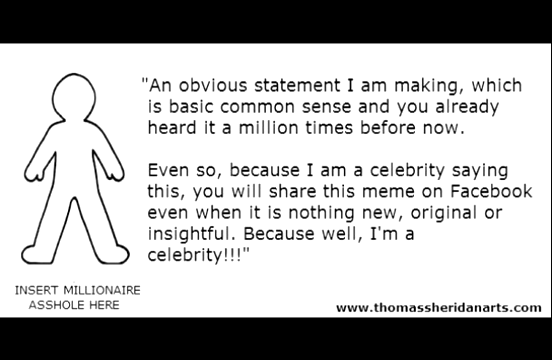 "An obvious statement I am making, which
is basic common sense and you already
heard it a million times before now.
Even so, because I am a celebrity saying
this, you will share this meme on Facebook
even when it is nothing new, original or
insightful. Because well, I'm a
celebrity!!!"
INSERT MILLIONAIRE
ASSHOLE HERE
www.thomassheridanarts.com